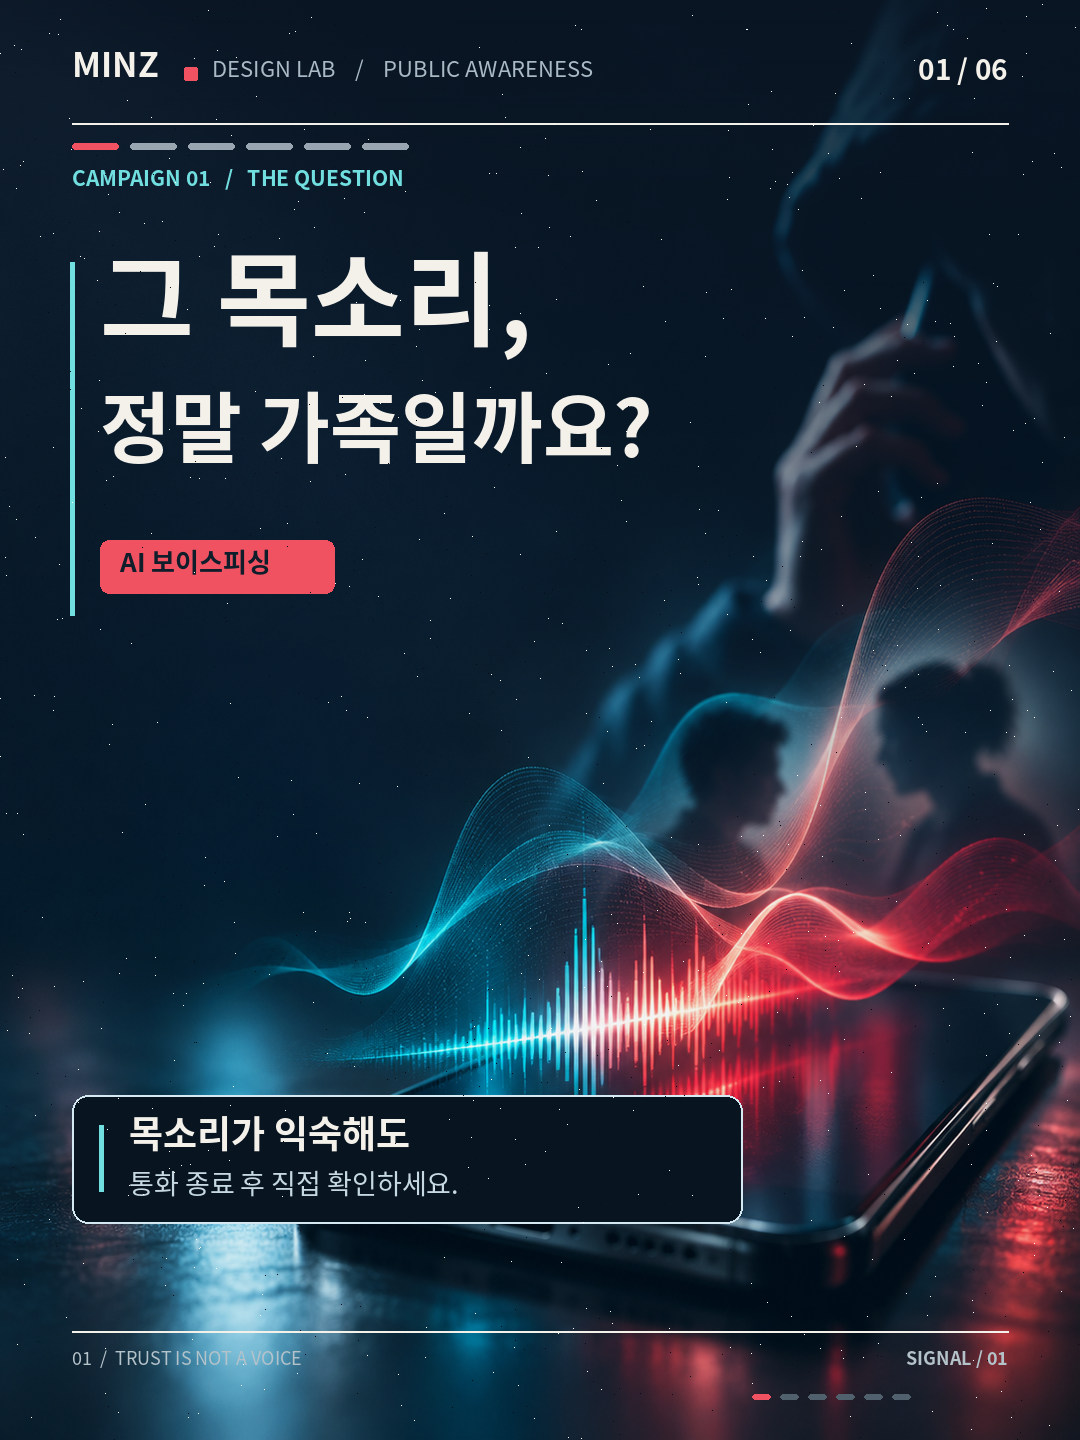 MINZ DESIGN LAB / PUBLIC AWARENESS 01 / 06
CAMPAIGN 01 / THE QUESTION
그 목소리,
정말 가족일까요?
AI 보이스피싱
목소리가 익숙해도
통화 종료 후 직접 확인하세요.
01 / TRUST IS NOT A VOICE SIGNAL / 01